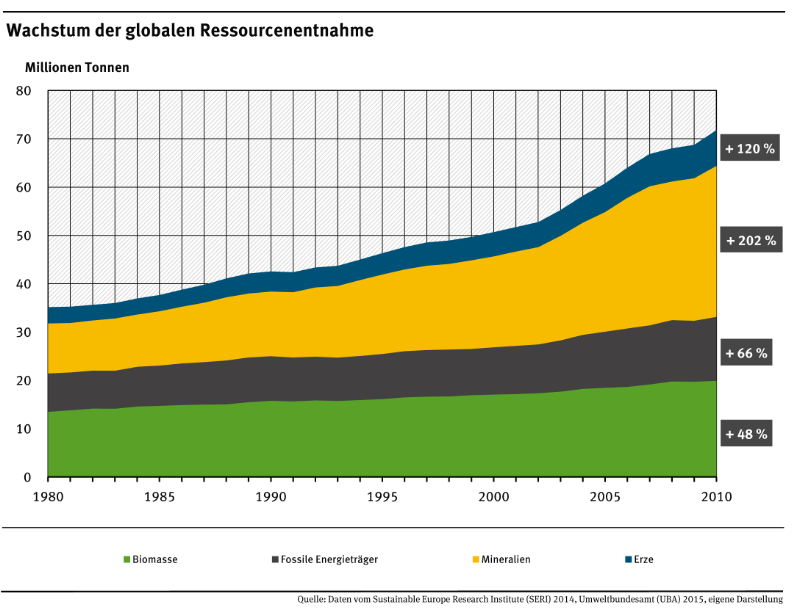 Wachstum der globalen Ressourcenentnahme
Millionen Tonnen
80
70
60
50
40
30
20
10
0
+ 120 %
+ 202 %
+ 66 %
+ 48 %
1980 1985 1990 1995 2000 2005 2010
Biomasse Fossile Energieträger Mineralien Erze
Quelle: Daten vom Sustainable Europe Research Institute (SERI) 2014, Umweltbundesamt (UBA) 2015, eigene Darstellung